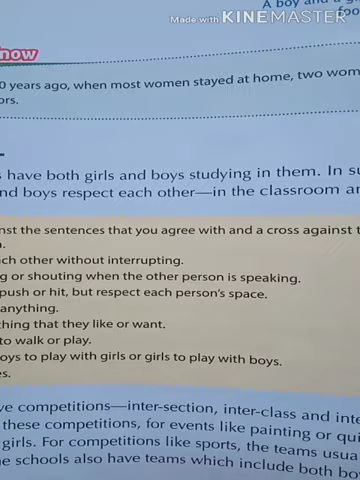 A boy and a g
foo
Made with KINEMASTER
now
0 years ago, when most women stayed at home, two wom
ors.
s have both girls and boys studying in them. In su
nd boys respect each other—in the classroom an
nst the sentences that you agree with and a cross against t
ch other without interrupting.
g or shouting when the other person is speaking.
push or hit, but respect each person's space.
anything.
thing that they like or want.
to walk or play.
oys to play with girls or girls to play with boys.
es.
ve competitions—inter-section, inter-class and inte
these competitions, for events like painting or qui
girls. For competitions like sports, the teams usua
e schools also have teams which include both bo